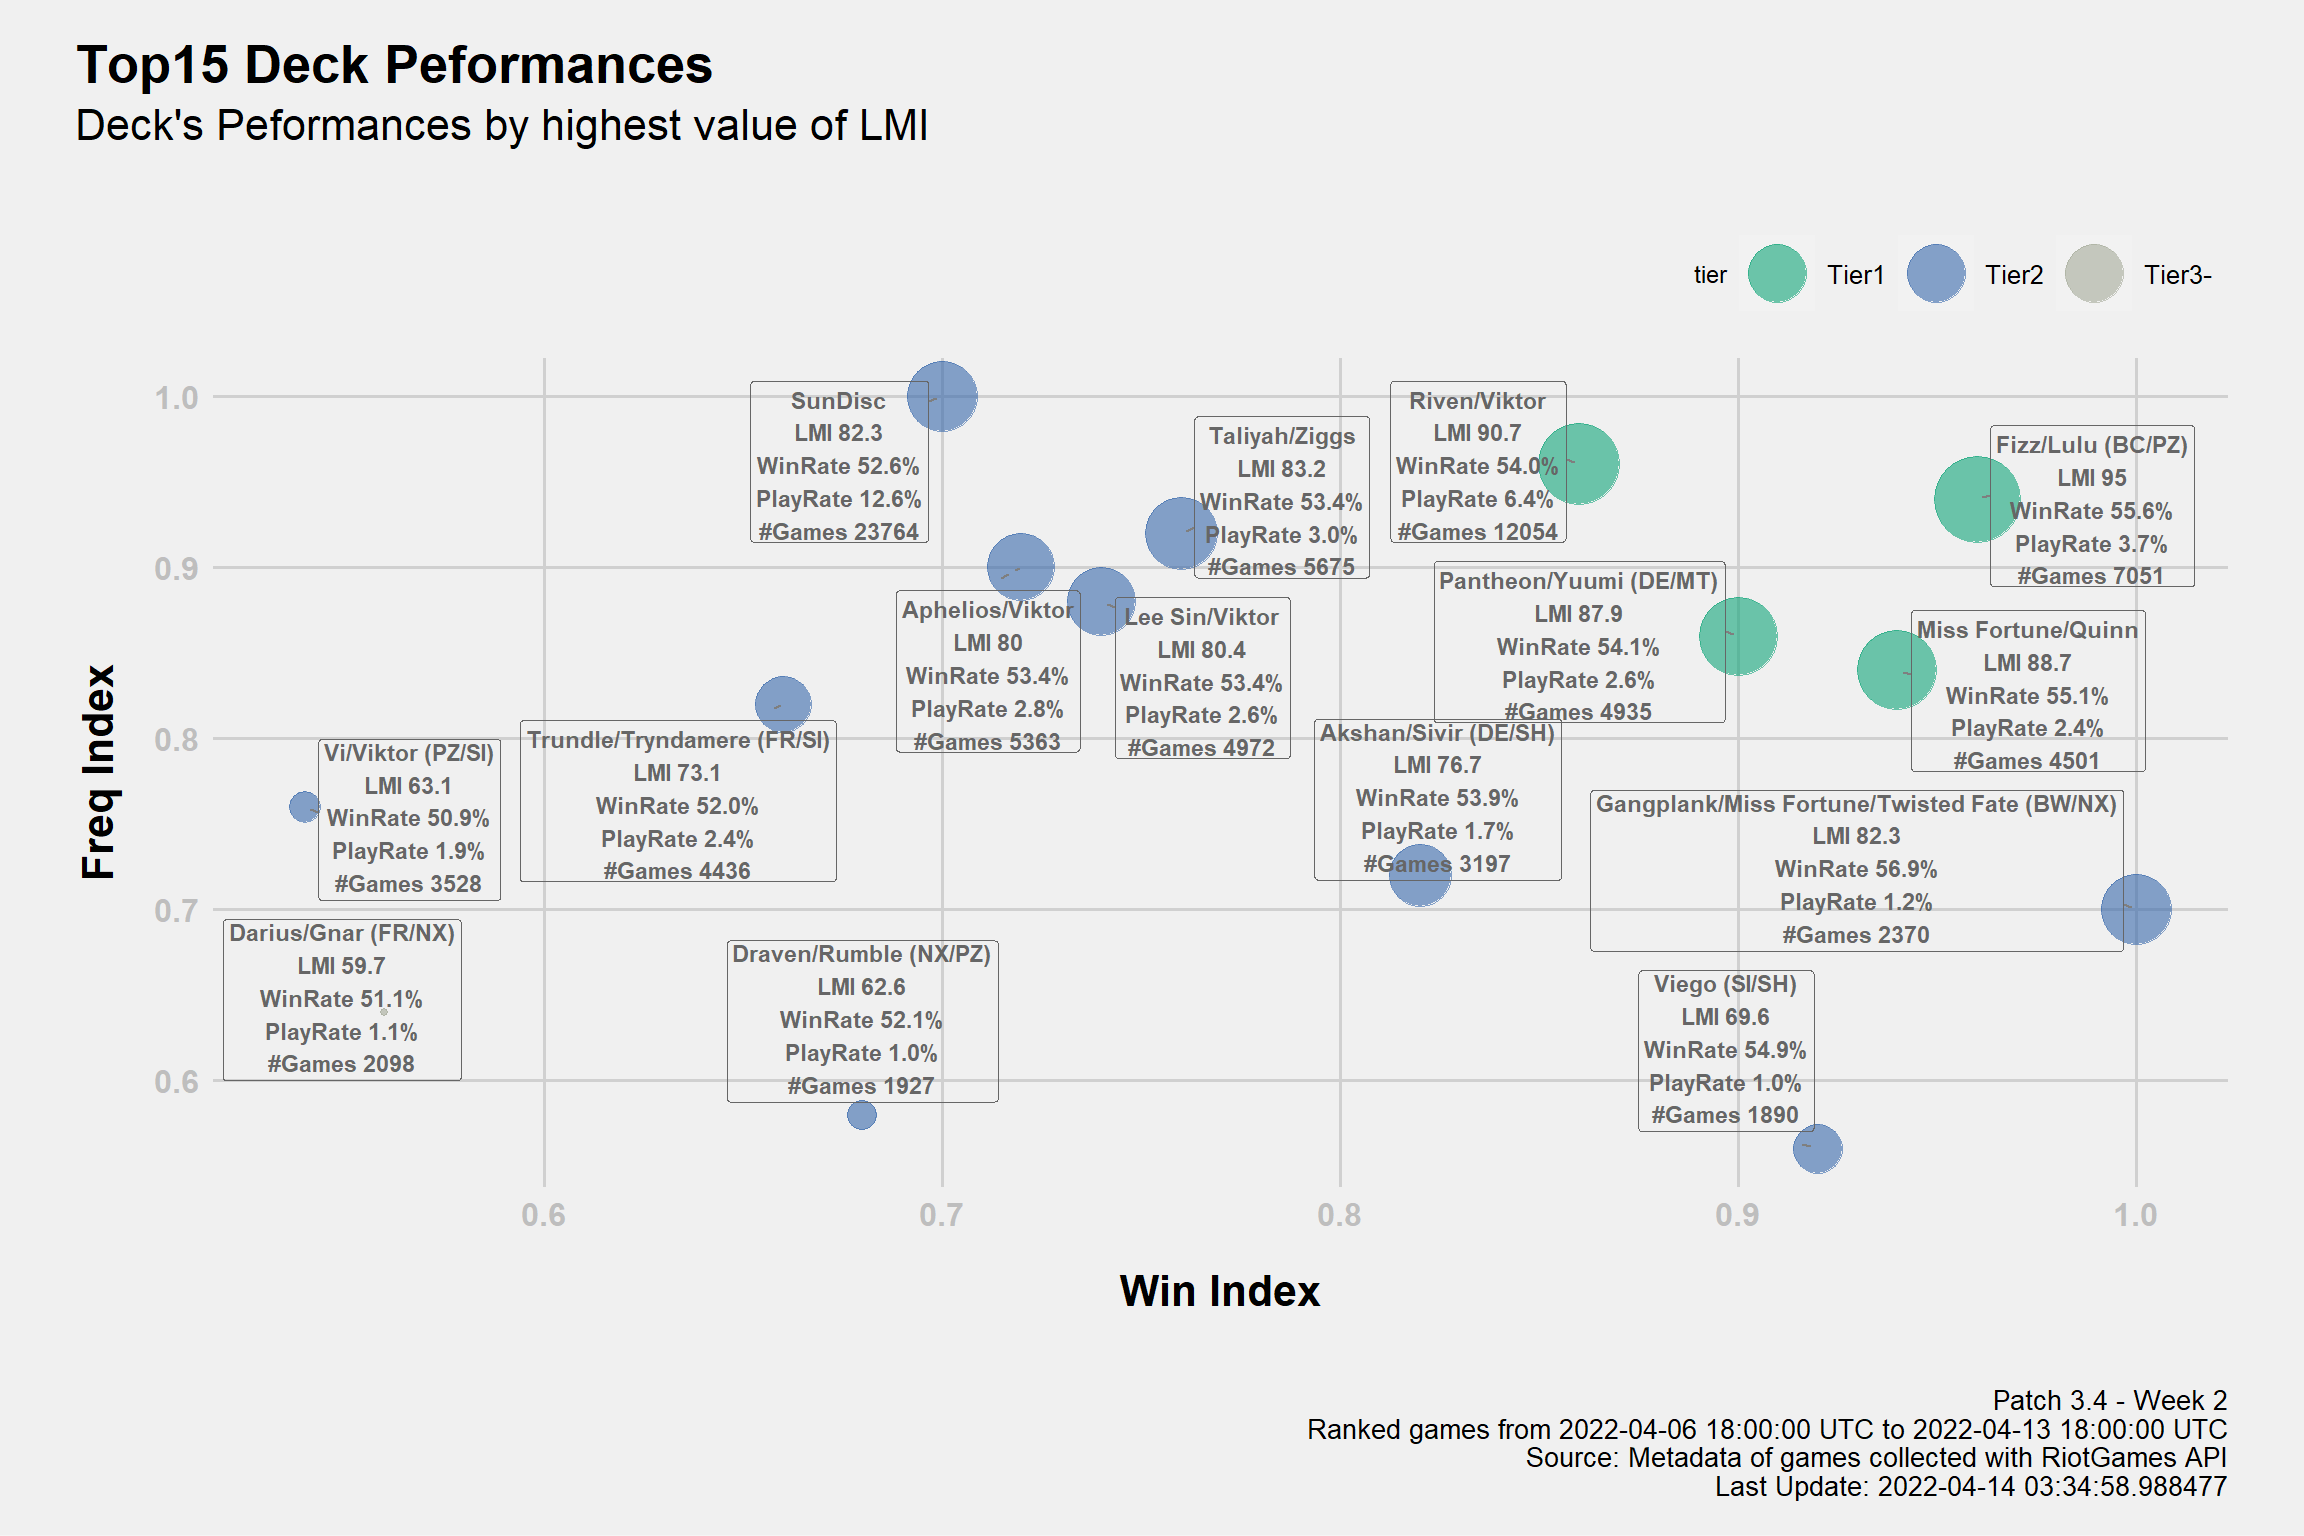 Top15 Deck Peformances
Deck's Peformances by highest value of LMI
tier Tier1 Tier2 Tier3-
Freq Index
1.0
0.9
0.8
0.7
0.6
SunDisc
LMI 82.3
WinRate 52.6%
PlayRate 12.6%
#Games 23764
Taliyah/Ziggs
LMI 83.2
WinRate 53.4%
PlayRate 3.0%
#Games 5675
Riven/Viktor
LMI 90.7
WinRate 54.0%
PlayRate 6.4%
#Games 12054
Fizz/Lulu (BC/PZ)
LMI 95
WinRate 55.6%
PlayRate 3.7%
#Games 7051
Aphelios/Viktor
LMI 80
WinRate 53.4%
PlayRate 2.8%
#Games 5363
Lee Sin/Viktor
LMI 80.4
WinRate 53.4%
PlayRate 2.6%
#Games 4972
Pantheon/Yuumi (DE/MT)
LMI 87.9
WinRate 54.1%
PlayRate 2.6%
#Games 4935
Miss Fortune/Quinn
LMI 88.7
WinRate 55.1%
PlayRate 2.4%
#Games 4501
Vi/Viktor (PZ/SI)
LMI 63.1
WinRate 50.9%
PlayRate 1.9%
#Games 3528
Trundle/Tryndamere (FR/SI)
LMI 73.1
WinRate 52.0%
PlayRate 2.4%
#Games 4436
Akshan/Sivir (DE/SH)
LMI 76.7
WinRate 53.9%
PlayRate 1.7%
#Games 3197
Gangplank/Miss Fortune/Twisted Fate (BW/NX)
LMI 82.3
WinRate 56.9%
PlayRate 1.2%
#Games 2370
Darius/Gnar (FR/NX)
LMI 59.7
WinRate 51.1%
PlayRate 1.1%
#Games 2098
Draven/Rumble (NX/PZ)
LMI 62.6
WinRate 52.1%
PlayRate 1.0%
#Games 1927
Viego (SI/SH)
LMI 69.6
WinRate 54.9%
PlayRate 1.0%
#Games 1890
0.6 0.7 0.8 0.9 1.0
Win Index
Patch 3.4 - Week 2
Ranked games from 2022-04-06 18:00:00 UTC to 2022-04-13 18:00:00 UTC
Source: Metadata of games collected with RiotGames API
Last Update: 2022-04-14 03:34:58.988477